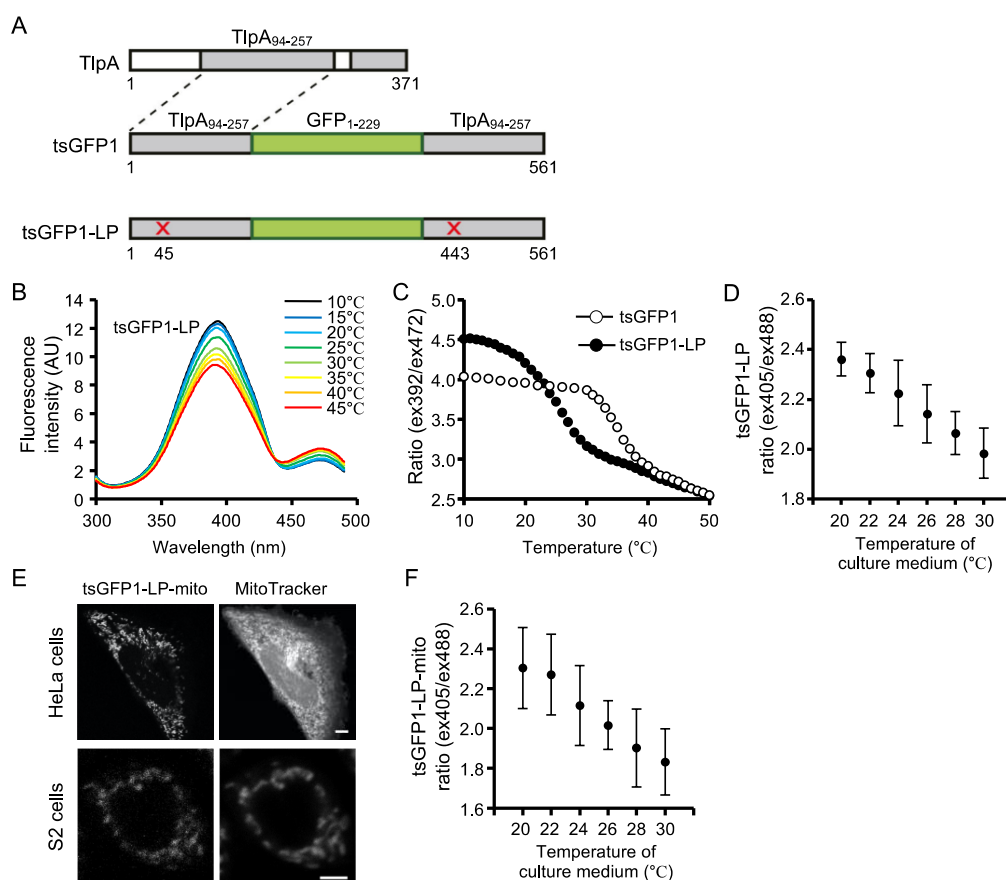 A
TlpA94-257
TlpA
1
371
TlpA94-257
GFP1-229
TlpA94-257
tsGFP1
1
561
tsGFP1-LP
1
45
443
561
B
14
12
10
8
6
4
2
0
Fluorescence
intensity (AU)
tsGFP1-LP
10°C
15°C
20°C
25°C
30°C
35°C
40°C
45°C
300
350
400
450
500
Wavelength (nm)
C
5.0
4.5
4.0
3.5
3.0
2.5
Ratio (ex392/ex472)
tsGFP1
tsGFP1-LP
10
20
30
40
50
Temperature (°C)
D
2.6
2.4
2.2
2.0
1.8
tsGFP1-LP
ratio (ex405/ex488)
20 22 24 26 28 30
Temperature of
culture medium (°C)
E
tsGFP1-LP-mito
MitoTracker
HeLa cells
S2 cells
F
2.6
2.4
2.2
2.0
1.8
1.6
tsGFP1-LP-mito
ratio (ex405/ex488)
20 22 24 26 28 30
Temperature of
culture medium (°C)